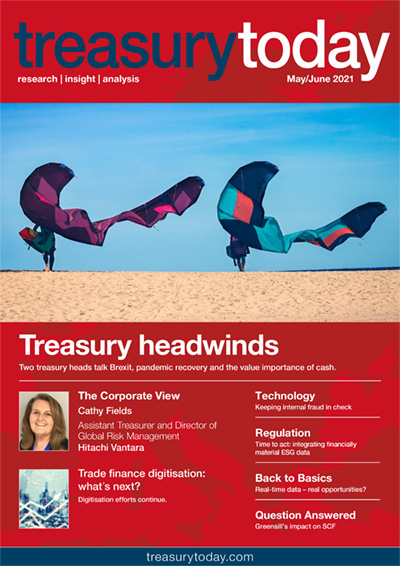 treasurytoday
research | insight | analysis
May/June 2021
Treasury headwinds
Two treasury heads talk Brexit, pandemic recovery and the value importance of cash.
The Corporate View
Cathy Fields
Assistant Treasurer and Director of
Global Risk Management
Hitachi Vantara
Trade finance digitisation:
what's next?
Digitisation efforts continue.
Technology
Keeping internal fraud in check
Regulation
Time to act: integrating financially
material ESG data
Back to Basics
Real-time data – real opportunities?
Question Answered
Greensill's impact on SCF
treasurytoday.com